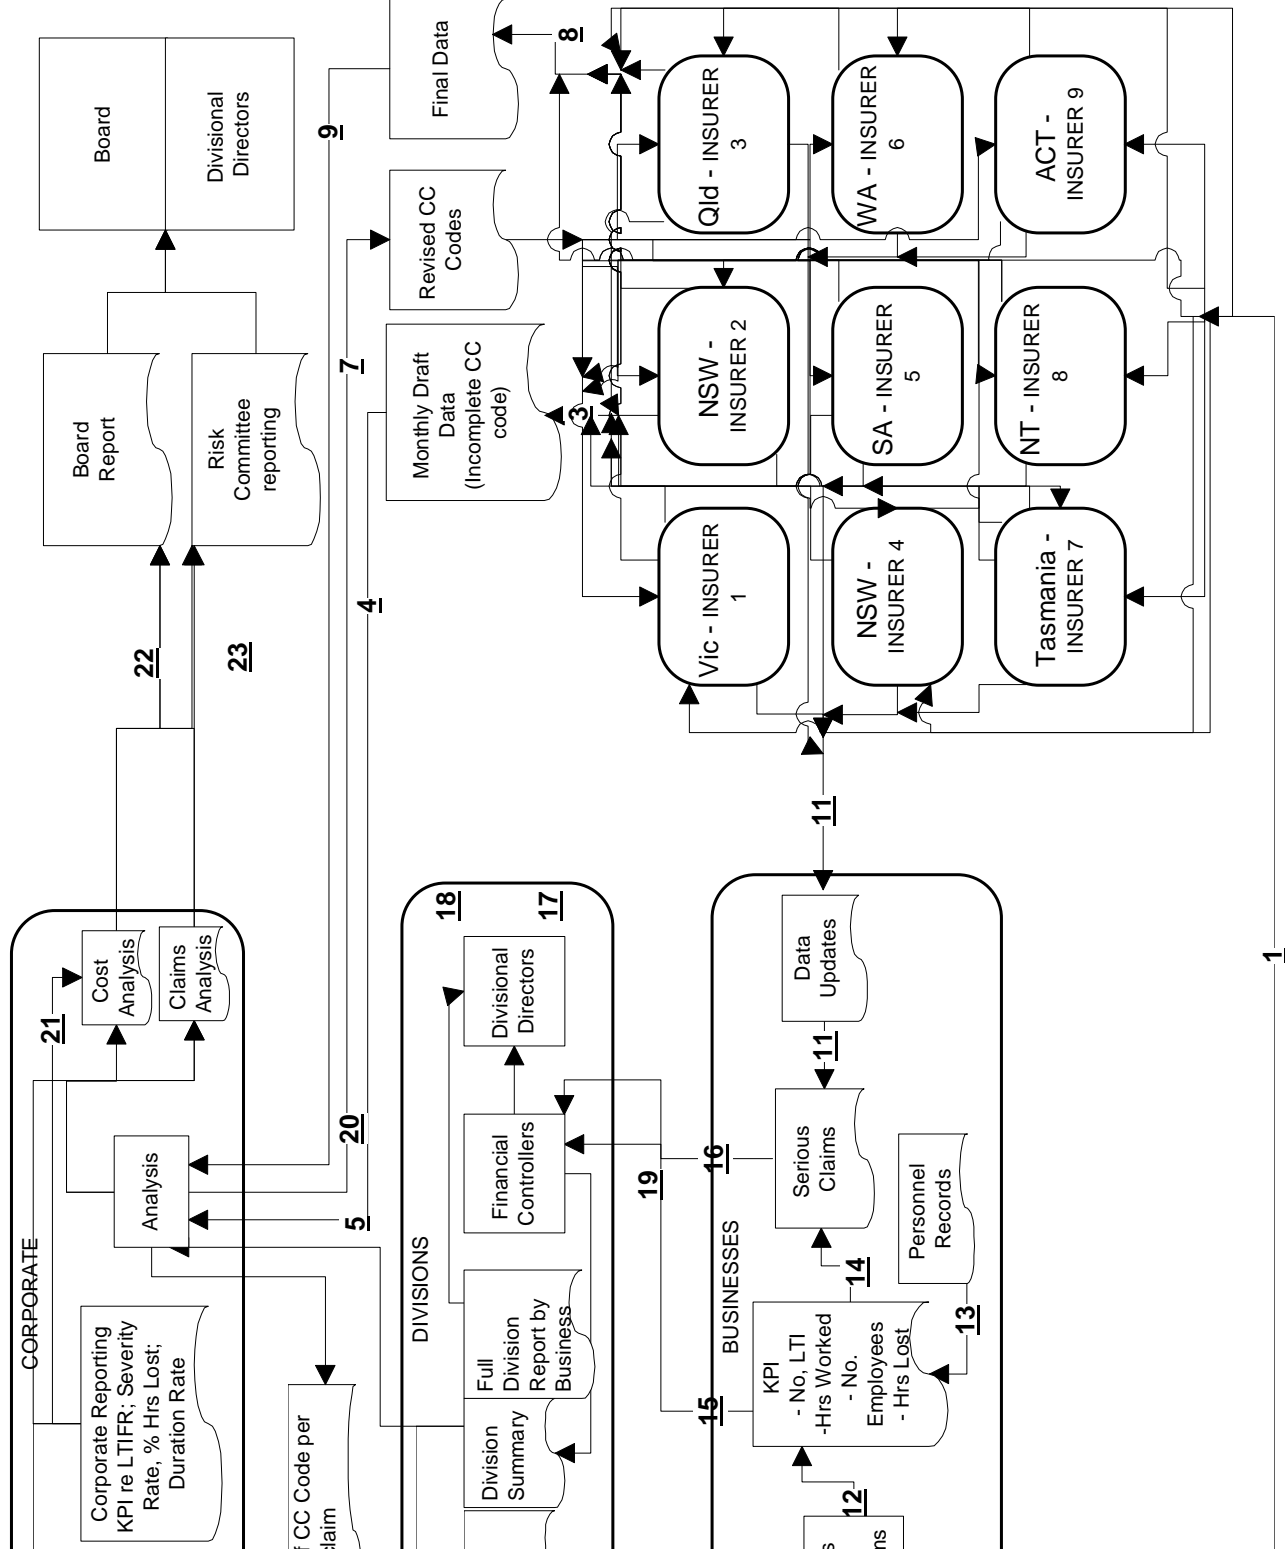 CORPORATE
Corporate Reporting
KPI re LTIFR; Severity
Rate, % Hrs Lost;
Duration Rate
Analysis
21
Cost
Analysis
Claims
Analysis
22
23
Board
Report
Risk
Committee
reporting
Board
Divisional
Directors
CC Code per
5
20
4
7
9
Monthly Draft
Data
(Incomplete CC
code)
Revised CC
Codes
Final Data
3
8
DIVISIONS
Division
Summary
Full
Division
Report by
Business
Financial
Controllers
Divisional
Directors
18
17
19
15
16
BUSINESSES
12
KPI
- No, LTI
-Hrs Worked
- No.
Employees
- Hrs Lost
13
14
Personnel
Records
Serious
Claims
11
Data
Updates
11
Vic - INSURER
1
NSW -
INSURER 2
Qld - INSURER
3
NSW -
INSURER 4
SA - INSURER
5
WA - INSURER
6
Tasmania -
INSURER 7
NT - INSURER
8
ACT -
INSURER 9
1